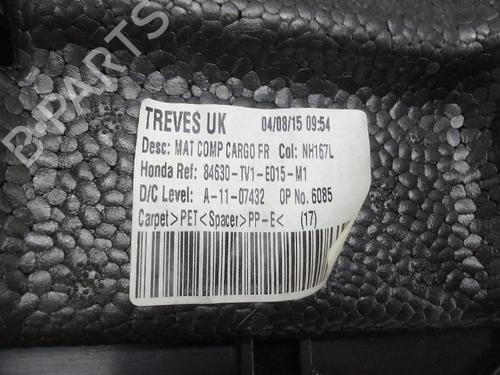 B-PARTS
TREVES UK 04/08/15 09:54
Desc: MAT COMP CARGO FR Col: NH167L
Honda Ref: 84630-TV1-E015-M1
D/C Level: A-11-07432 OP No. 6085
Carpet>PET<Spacer>PP-E< (17)